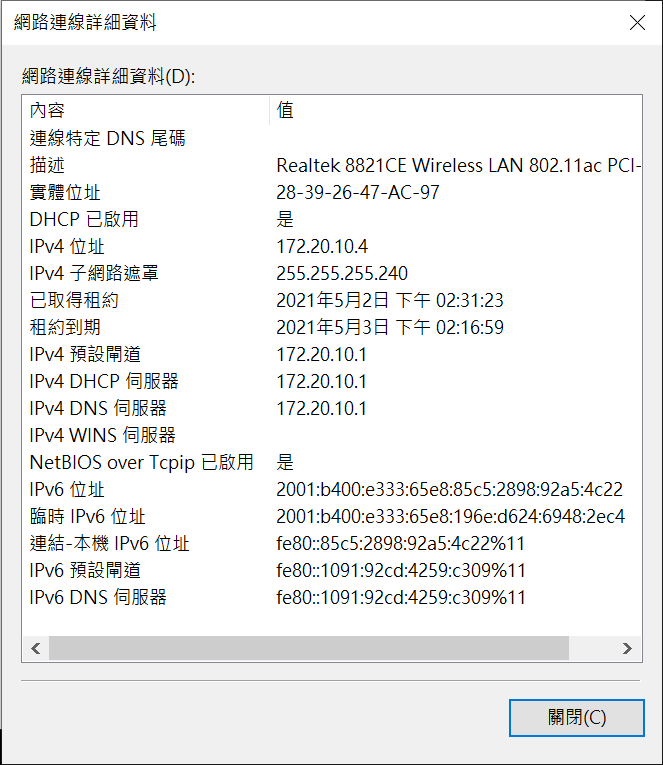 網路連線詳細資料
網路連線詳細資料(D):
內容 值
連線特定 DNS 尾碼
描述 Realtek 8821CE Wireless LAN 802.11ac PCI-
實體位址 28-39-26-47-AC-97
DHCP 已啟用 是
IPv4 位址 172.20.10.4
IPv4 子網路遮罩 255.255.255.240
已取得租約 2021年5月2日 下午 02:31:23
租約到期 2021年5月3日 下午 02:16:59
IPv4 預設閘道 172.20.10.1
IPv4 DHCP 伺服器 172.20.10.1
IPv4 DNS 伺服器 172.20.10.1
IPv4 WINS 伺服器
NetBIOS over Tcpip 已啟用 是
IPv6 位址 2001:b400:e333:65e8:85c5:2898:92a5:4c22
臨時 IPv6 位址 2001:b400:e333:65e8:196e:d624:6948:2ec4
連結-本機 IPv6 位址 fe80::85c5:2898:92a5:4c22%11
IPv6 預設閘道 fe80::1091:92cd:4259:c309%11
IPv6 DNS 伺服器 fe80::1091:92cd:4259:c309%11
關閉(C)